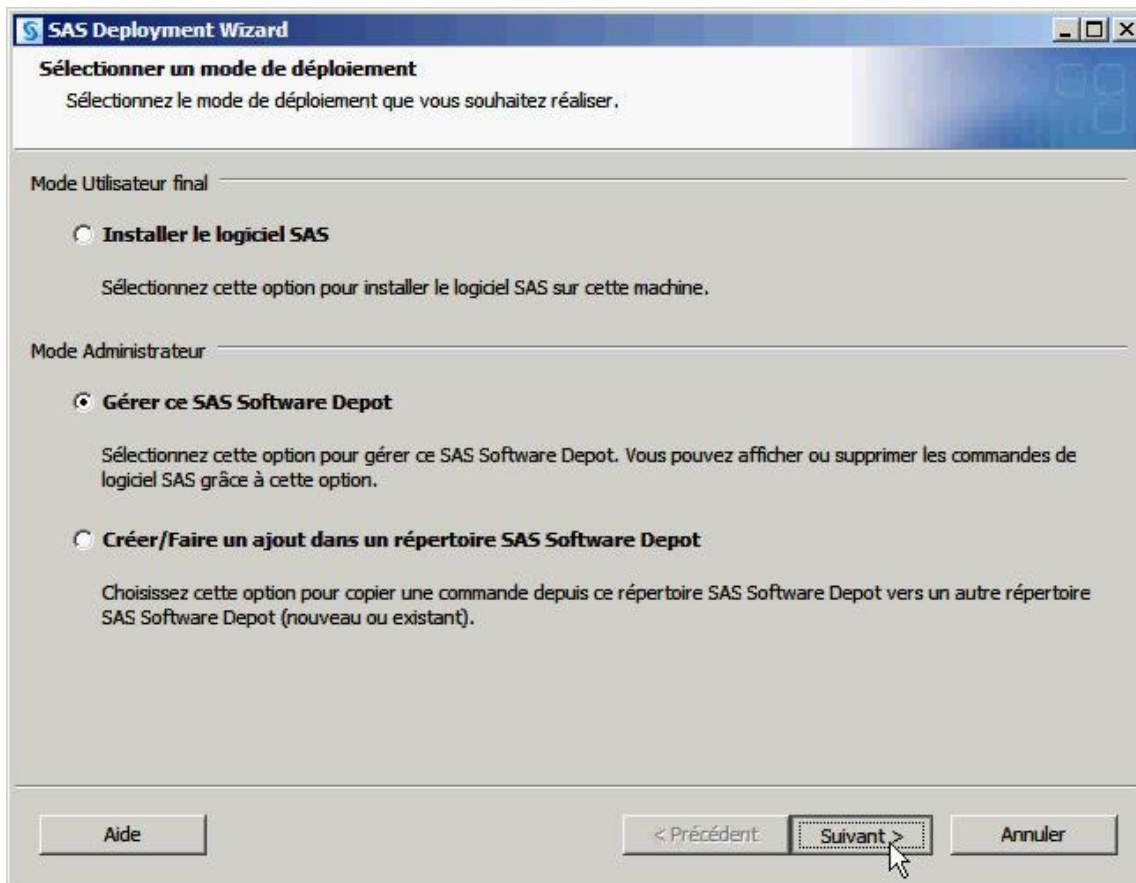 SAS Deployment Wizard
Sélectionner un mode de déploiement
Sélectionnez le mode de déploiement que vous souhaitez réaliser.
Mode Utilisateur final
Installer le logiciel SAS
Sélectionnez cette option pour installer le logiciel SAS sur cette machine.
Mode Administrateur
Gérer ce SAS Software Depot
Sélectionnez cette option pour gérer ce SAS Software Depot. Vous pouvez afficher ou supprimer les commandes de
logiciel SAS grâce à cette option.
Créer/Faire un ajout dans un répertoire SAS Software Depot
Choisissez cette option pour copier une commande depuis ce répertoire SAS Software Depot vers un autre répertoire
SAS Software Depot (nouveau ou existant).
Aide
< Précédent
Suivant >
Annuler